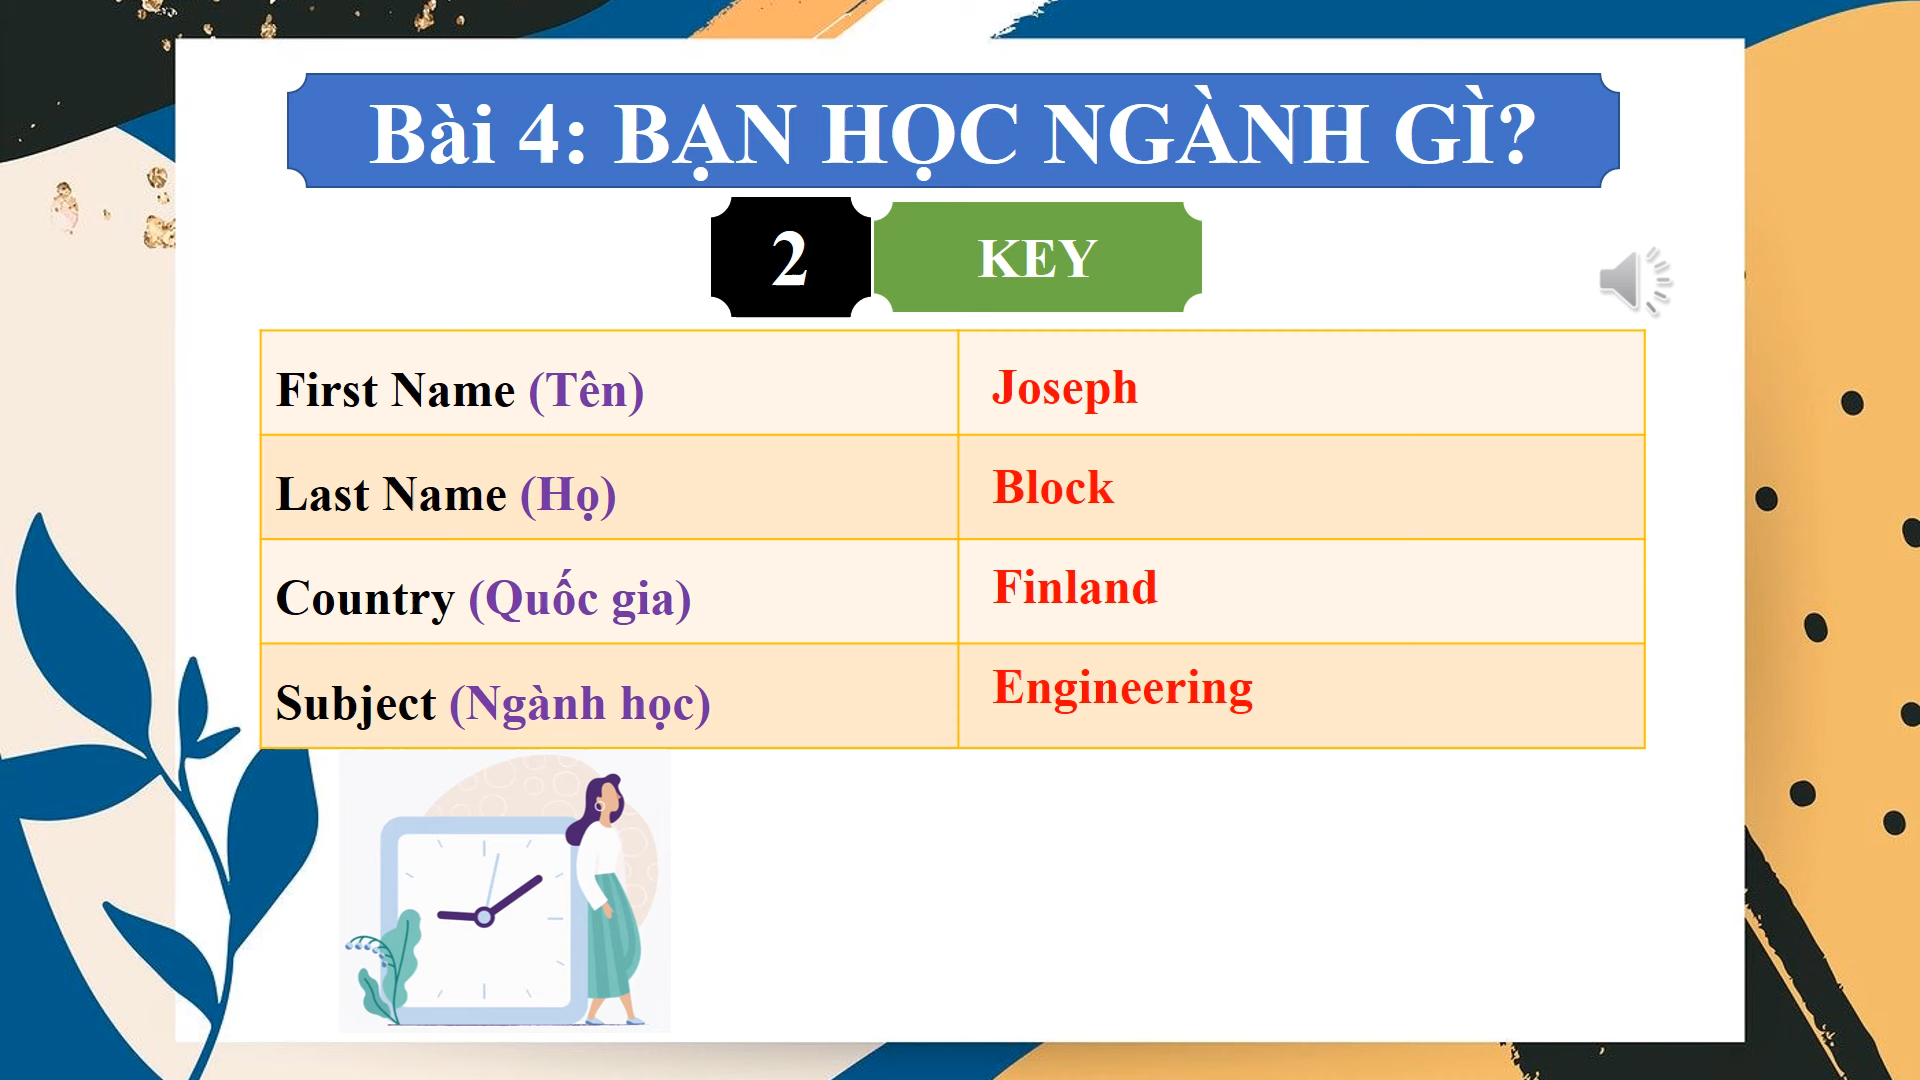 Bài 4: BẠN HỌC NGÀNH GÌ?
2
KEY
First Name (Tên)
Joseph
Last Name (Họ)
Block
Country (Quốc gia)
Finland
Subject (Ngành học)
Engineering